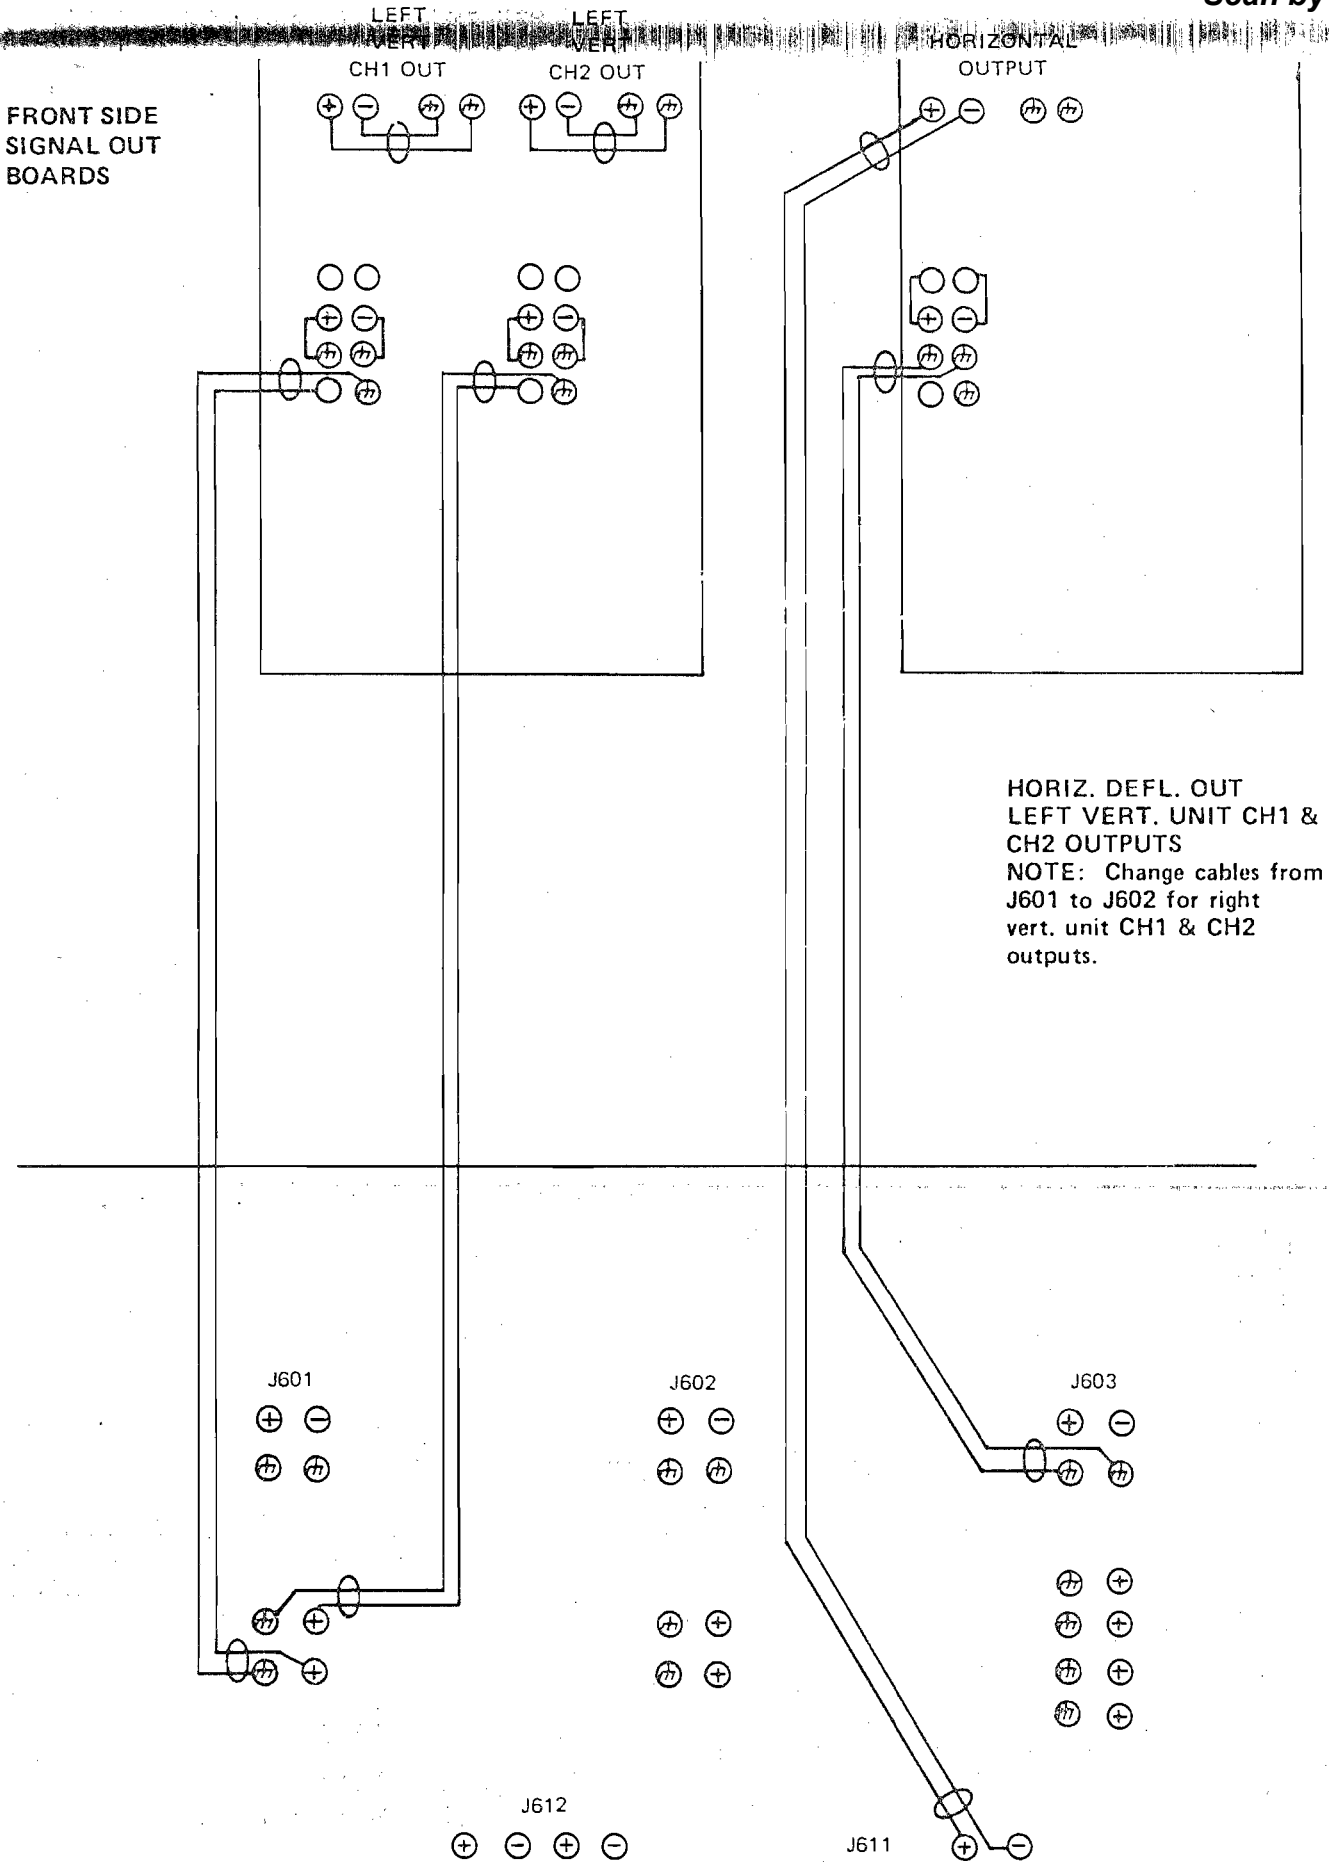 Scan by
LEFT
VERT
CH1 OUT
LEFT
VERT
CH2 OUT
HORIZONTAL
OUTPUT
FRONT SIDE
SIGNAL OUT
BOARDS
HORIZ. DEFL. OUT
LEFT VERT. UNIT CH1 &
CH2 OUTPUTS
NOTE: Change cables from
J601 to J602 for right
vert. unit CH1 & CH2
outputs.
J601
J602
J603
J612
J611